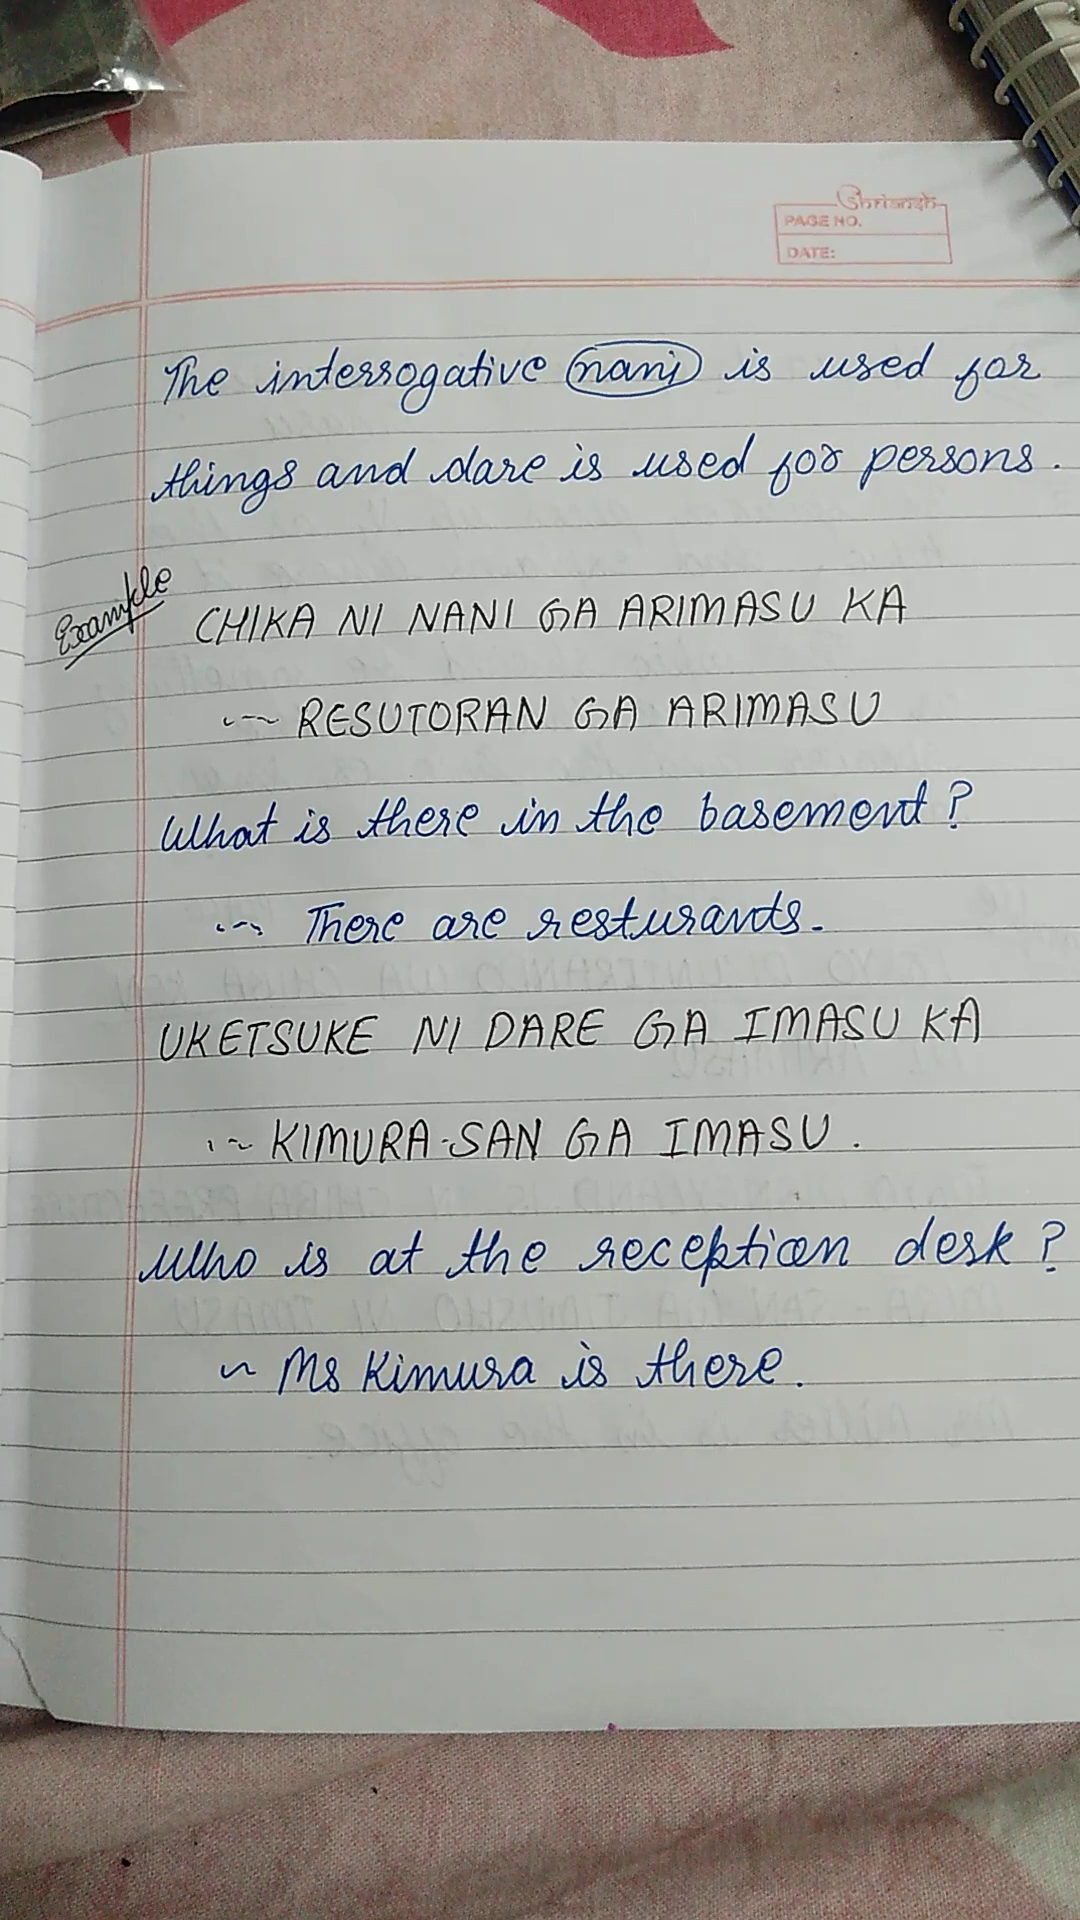 Shriansh
PAGE NO.
DATE:
The interrogative nani is used for
things and dare is used for persons.
Example
CHIKA NI NANI GA ARIMASU KA
~ RESUTORAN GA ARIMASU
What is there in the basement?
~ There are resturants.
UKETSUKE NI DARE GA IMASU KA
~ KIMURA-SAN GA IMASU.
Who is at the reception desk?
~ Ms Kimura is there.